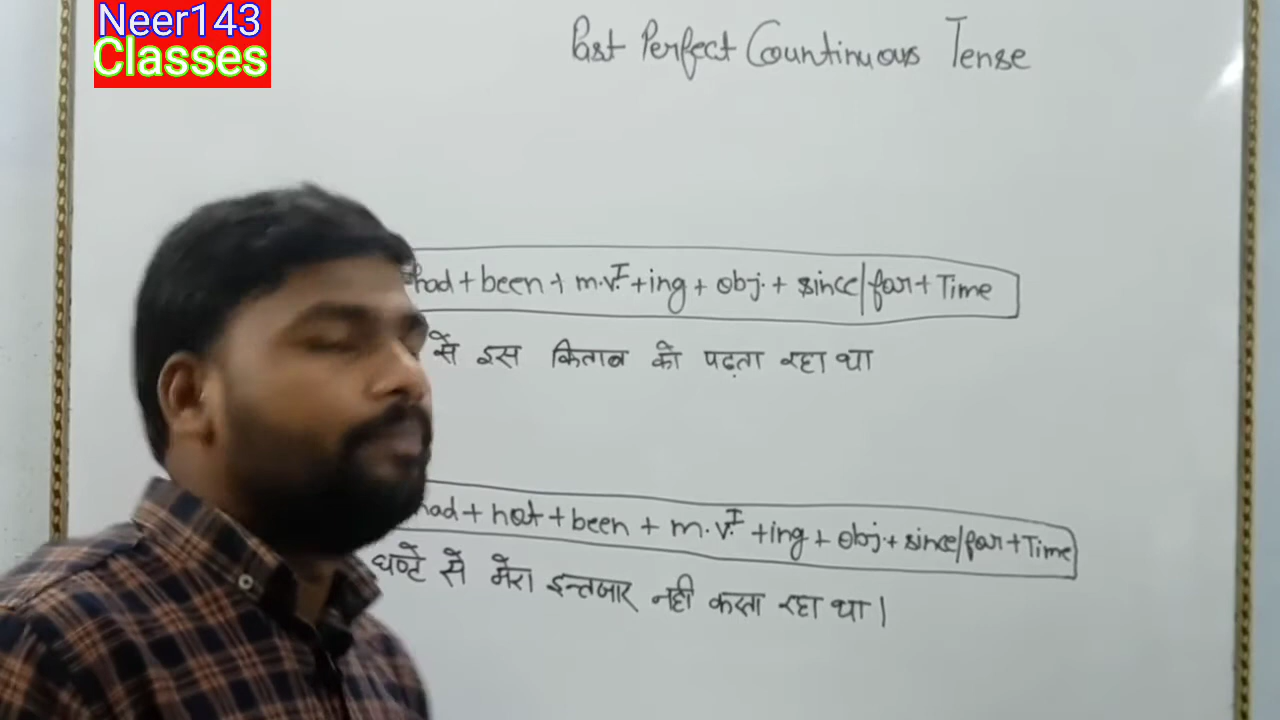 Neer143
Classes
Past Perfect Countinuous Tense
had + been + m.v.I + ing + obj. + since/for + Time
से इस किताब को पढ़ता रहा था
had + not + been + m.v.I + ing + obj. + since/for + Time
घण्टे से मेरा इन्तजार नही करता रहा था।